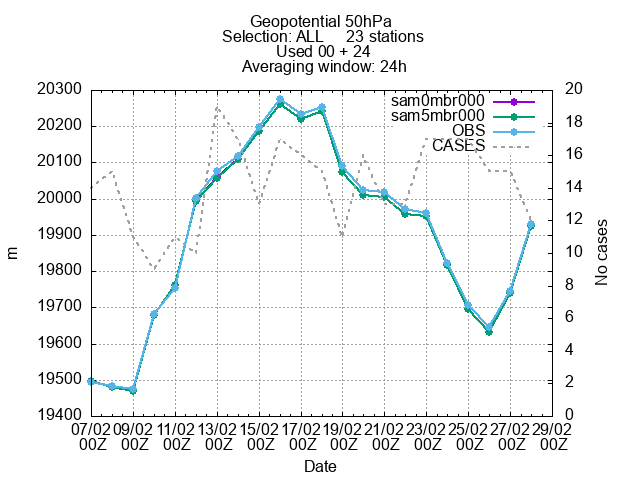 Geopotential 50hPa
Selection: ALL 23 stations
Used 00 + 24
Averaging window: 24h
sam0mbr000
sam5mbr000
OBS
CASES
20300
20200
20100
20000
19900
19800
19700
19600
19500
19400
m
20
18
16
14
12
10
8
6
4
2
0
No cases
07/02 09/02 11/02 13/02 15/02 17/02 19/02 21/02 23/02 25/02 27/02 29/02
00Z 00Z 00Z 00Z 00Z 00Z 00Z 00Z 00Z 00Z 00Z 00Z
Date